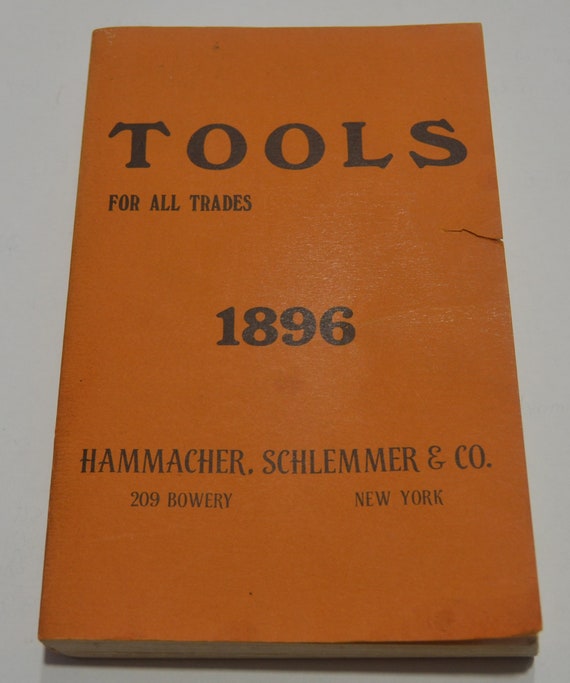 TOOLS
FOR ALL TRADES
1896
HAMMACHER, SCHLEMMER & CO.
209 BOWERY NEW YORK